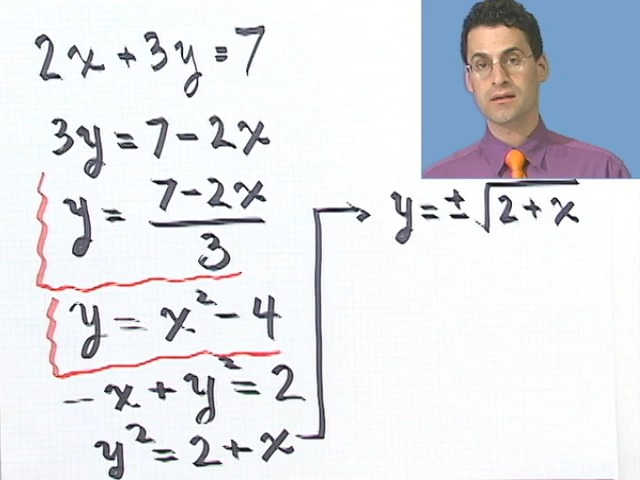 2x + 3y = 7
3y = 7 - 2x
y = (7 - 2x)/3
y = x² - 4
- x + y² = 2
y² = 2 + x
y = ±√(2 + x)